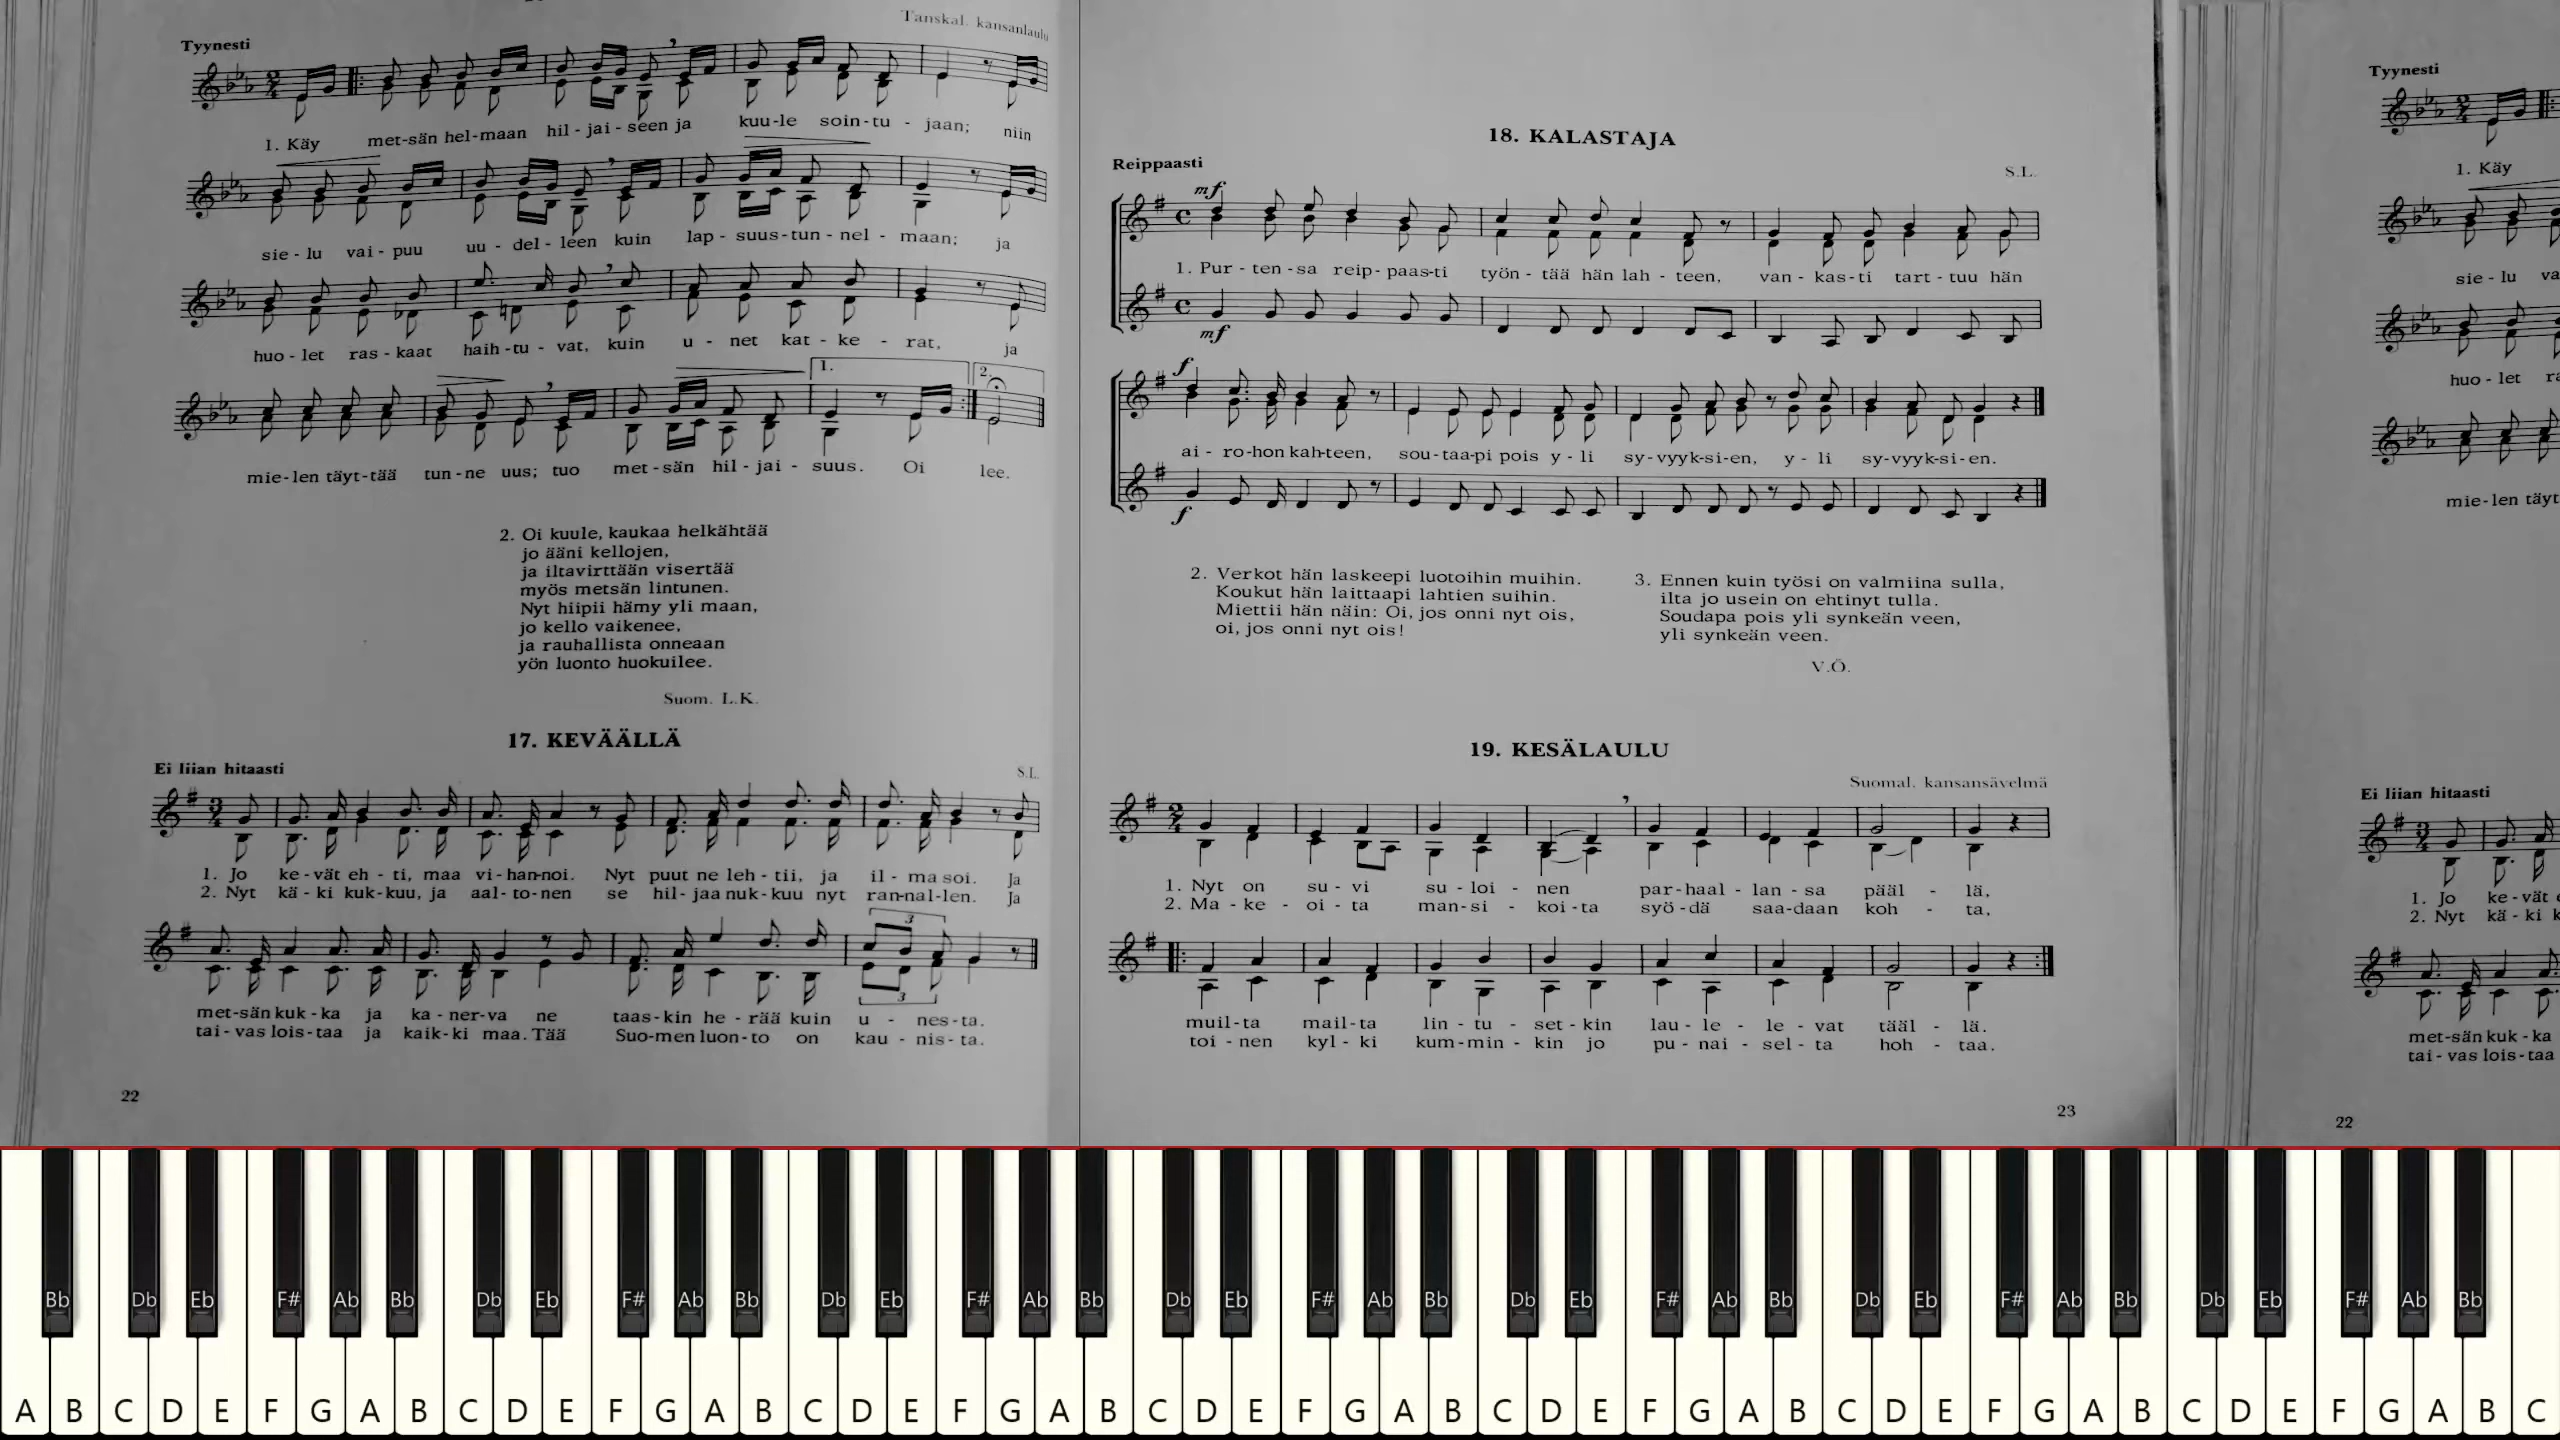 Tanskal. kansanlaulu
Tyynesti
1. Käy met-sän hel-maan hil-jai-seen ja kuu-le soin-tu-jaan; niin
sie-lu vai-puu uu-del-leen kuin lap-suus-tun-nel-maan; ja
huo-let ras-kaat haih-tu-vat, kuin u-net kat-ke-rat, ja
1. 2.
mie-len täyt-tää tun-ne uus; tuo met-sän hil-jai-suus. Oi lee.
2. Oi kuule, kaukaa helkähtää
jo ääni kellojen,
ja iltavirttään visertää
myös metsän lintunen.
Nyt hiipii hämy yli maan,
jo kello vaikenee,
ja rauhallista onneaan
yön luonto huokuilee.
Suom. L.K.
17. KEVÄÄLLÄ
Ei liian hitaasti
S.L.
1. Jo ke-vät eh-ti, maa vi-han-noi. Nyt puut ne leh-tii, ja il-ma soi. Ja
2. Nyt kä-ki kuk-kuu, ja aal-to-nen se hil-jaa nuk-kuu nyt ran-nal-len. Ja
3
3
met-sän kuk-ka ja ka-ner-va ne taas-kin he-rää kuin u-nes-ta.
tai-vas lois-taa ja kaik-ki maa. Tää Suo-men luon-to on kau-nis-ta.
22
18. KALASTAJA
Reippaasti
S.L.
mf
1. Pur-ten-sa reip-paas-ti työn-tää hän lah-teen, van-kas-ti tart-tuu hän
mf
f
ai-ro-hon kah-teen, sou-taa-pi pois y-li sy-vyyk-si-en, y-li sy-vyyk-si-en.
f
2. Verkot hän laskeepi luotoihin muihin.
Koukut hän laittaapi lahtien suihin.
Miettii hän näin: Oi, jos onni nyt ois,
oi, jos onni nyt ois!
3. Ennen kuin työsi on valmiina sulla,
ilta jo usein on ehtinyt tulla.
Soudapa pois yli synkeän veen,
yli synkeän veen.
V.Ö.
19. KESÄLAULU
Suomal. kansansävelmä
1. Nyt on su-vi su-loi-nen par-haal-lan-sa pääl-lä,
2. Ma-ke-oi-ta man-si-koi-ta syö-dä saa-daan koh-ta,
muil-ta mail-ta lin-tu-set-kin lau-le-le-vat tääl-lä.
toi-nen kyl-ki kum-min-kin jo pu-nai-sel-ta hoh-taa.
23
Tyynesti
1. Käy
sie-lu
huo-let
mie-len
Ei liian hitaasti
1. Jo ke-vät
2. Nyt kä-ki
met-sän kuk-ka
tai-vas lois-taa
22
Bb Db Eb F# Ab Bb Db Eb F# Ab Bb Db Eb F# Ab Bb Db Eb F# Ab Bb Db Eb F# Ab Bb Db Eb F# Ab Bb Db Eb F# Ab Bb
A B C D E F G A B C D E F G A B C D E F G A B C D E F G A B C D E F G A B C D E F G A B C D E F G A B C